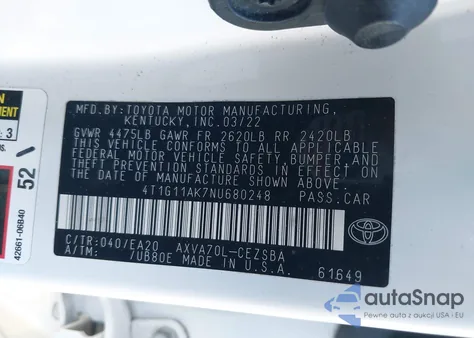 MFD.BY: TOYOTA MOTOR MANUFACTURING,
KENTUCKY, INC. 03/22
GVWR 4475LB GAWR FR 2620LB RR 2420LB
THIS VEHICLE CONFORMS TO ALL APPLICABLE
FEDERAL MOTOR VEHICLE SAFETY, BUMPER, AND
THEFT PREVENTION STANDARDS IN EFFECT ON
THE DATE OF MANUFACTURE SHOWN ABOVE.
4T1G11AK7NU680248 PASS.CAR
C/TR: 040/EA20 AXVA70L-CEZSBA
A/TM: 7UB80E MADE IN U.S.A. 61649
3
52
42661-06B40
autoSnap
Pewne auta z aukcji USA i Kanady